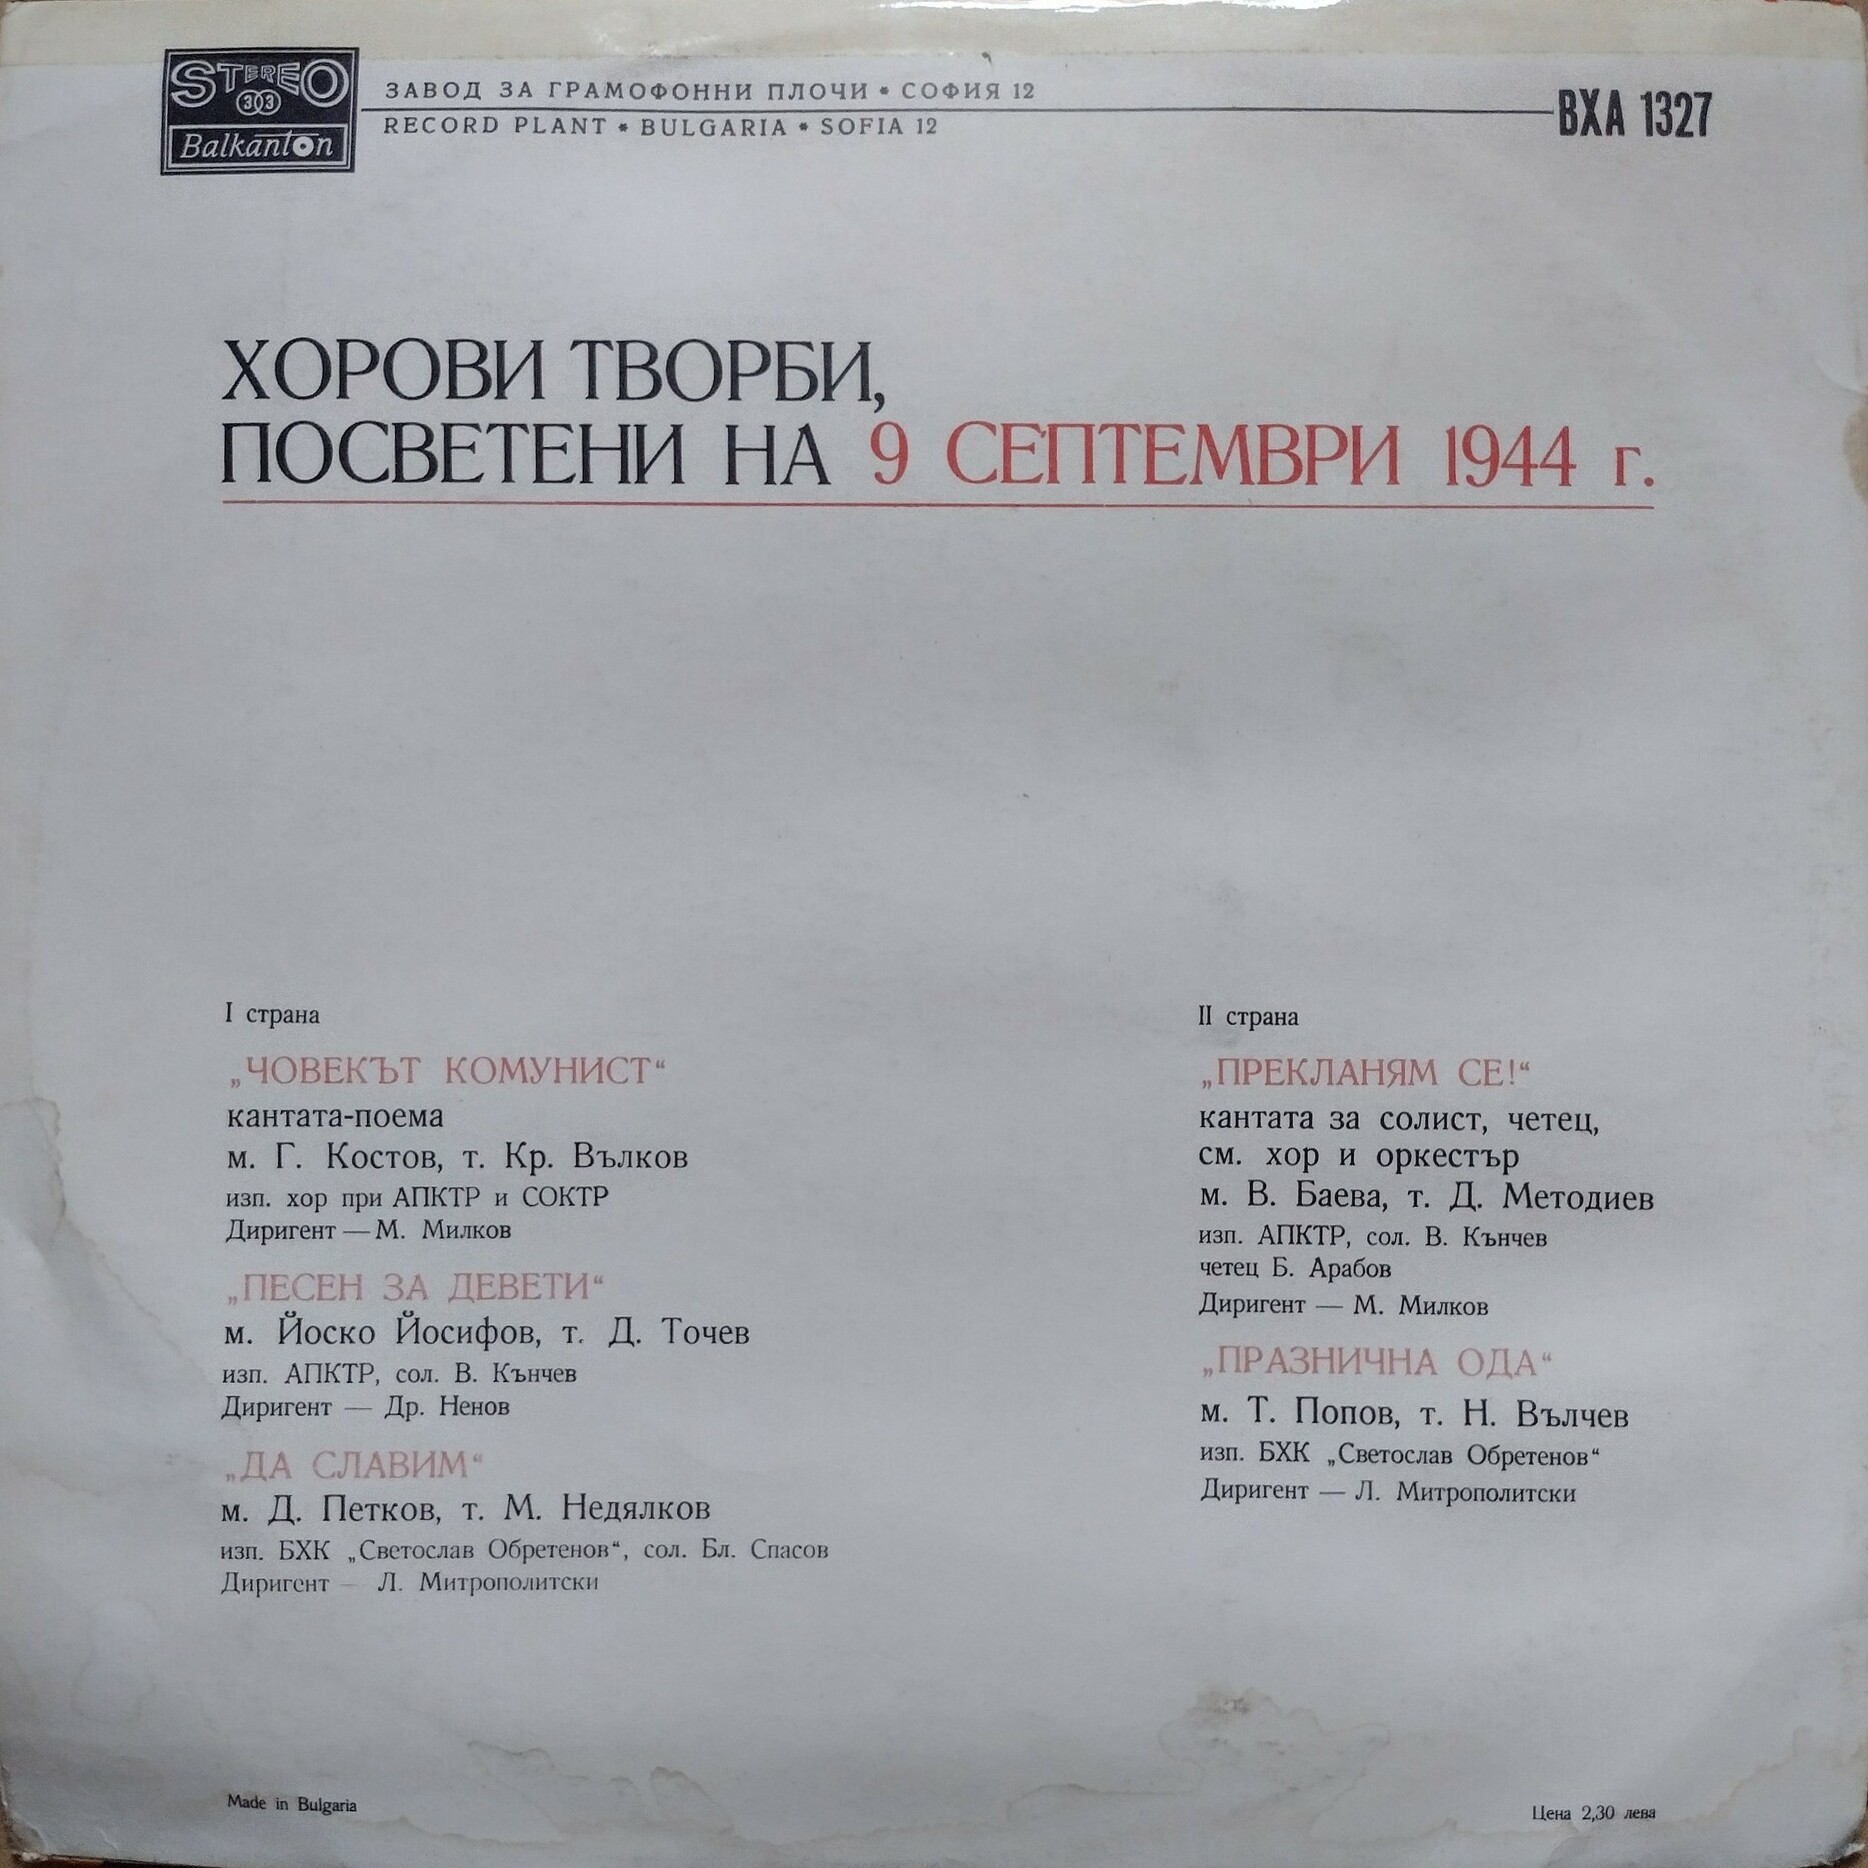 STEREO
33
Balkanton
ЗАВОД ЗА ГРАМОФОННИ ПЛОЧИ * СОФИЯ 12
RECORD PLANT * BULGARIA * SOFIA 12
ВХА 1327
ХОРОВИ ТВОРБИ,
ПОСВЕТЕНИ НА 9 СЕПТЕМВРИ 1944 г.
I страна
„ЧОВЕКЪТ КОМУНИСТ“
кантата-поема
м. Г. Костов, т. Кр. Вълков
изп. хор при АПКТР и СОКТР
Диригент — М. Милков
„ПЕСЕН ЗА ДЕВЕТИ“
м. Йоско Йосифов, т. Д. Точев
изп. АПКТР, сол. В. Кънчев
Диригент — Др. Ненов
„ДА СЛАВИМ“
м. Д. Петков, т. М. Недялков
изп. БХК „Светослав Обретенов“, сол. Бл. Спасов
Диригент — Л. Митрополитски
II страна
„ПРЕКЛАНЯМ СЕ!“
кантата за солист, четец,
см. хор и оркестър
м. В. Баева, т. Д. Методиев
изп. АПКТР, сол. В. Кънчев
четец Б. Арабов
Диригент — М. Милков
„ПРАЗНИЧНА ОДА“
м. Т. Попов, т. Н. Вълчев
изп. БХК „Светослав Обретенов“
Диригент — Л. Митрополитски
Made in Bulgaria
Цена 2,30 лева